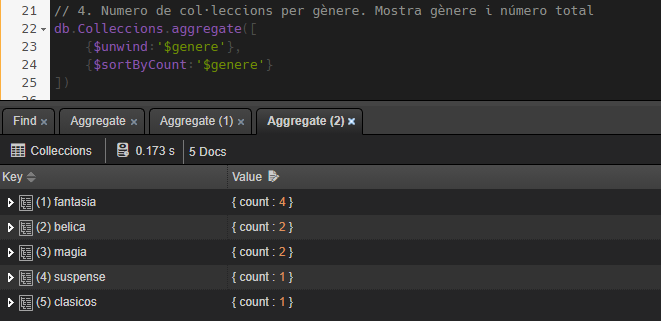 21 // 4. Numero de col·leccions per gènere. Mostra gènere i número total
22 db.Colleccions.aggregate([
23 {$unwind:'$genere'},
24 {$sortByCount:'$genere'}
25 ])
26
Find × Aggregate × Aggregate (1) × Aggregate (2) ×
Colleccions 0.173 s 5 Docs
Key Value
(1) fantasia { count : 4 }
(2) belica { count : 2 }
(3) magia { count : 2 }
(4) suspense { count : 1 }
(5) clasicos { count : 1 }